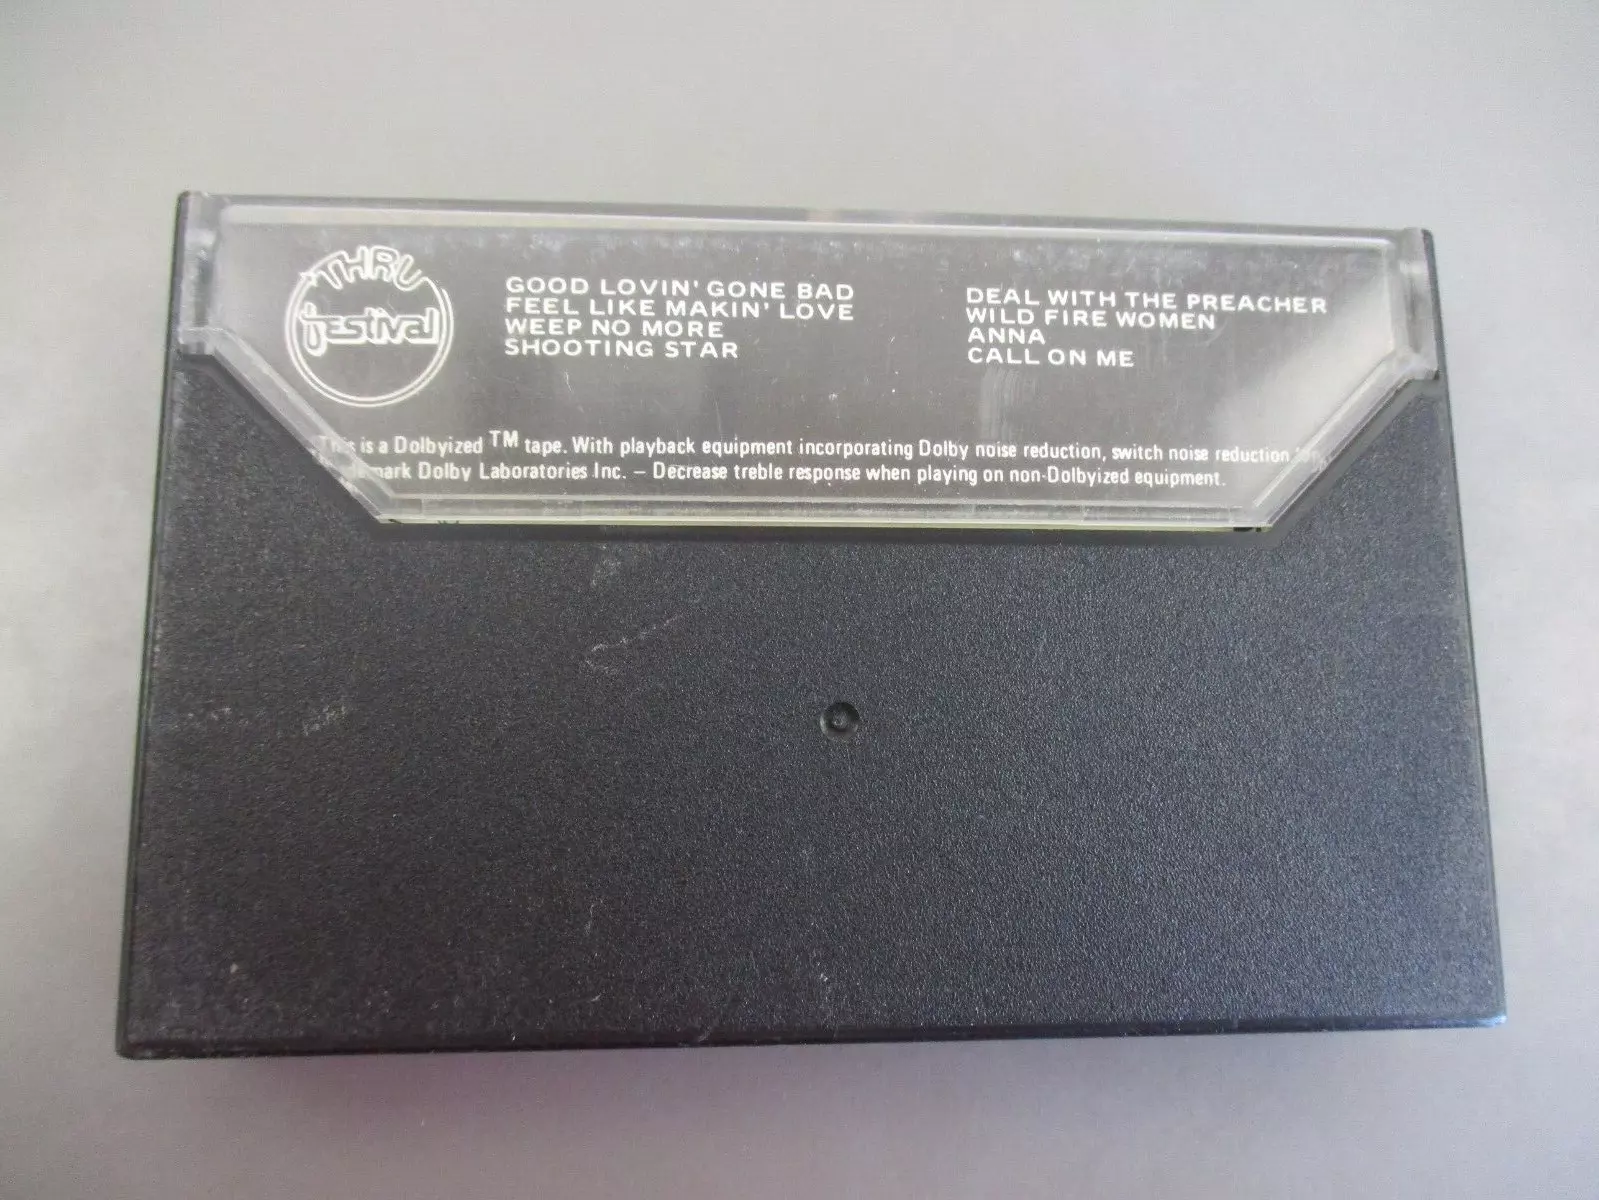 THRU
festival
GOOD LOVIN' GONE BAD
FEEL LIKE MAKIN' LOVE
WEEP NO MORE
SHOOTING STAR
DEAL WITH THE PREACHER
WILD FIRE WOMEN
ANNA
CALL ON ME
This is a Dolbyized TM tape. With playback equipment incorporating Dolby noise reduction, switch noise reduction
Dolby Laboratories Inc. – Decrease treble response when playing on non-Dolbyized equipment.